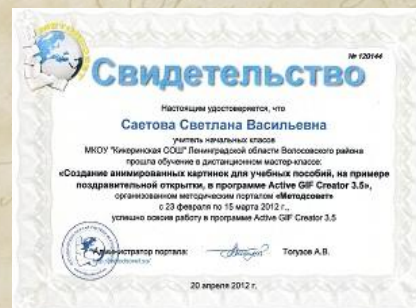 № 120144
Свидетельство
Настоящим удостоверяется, что
Саетова Светлана Васильевна
учитель начальных классов
МКОУ "Кикеринская СОШ" Ленинградской области Волосовского района
прошла обучение в дистанционном мастер-классе:
«Создание анимированных картинок для учебных пособий, на примере
поздравительной открытки, в программе Active GIF Creator 3.5»,
организованном методическим порталом «Методсовет»
с 23 февраля по 15 марта 2012 г.,
успешно освоив работу в программе Active GIF Creator 3.5
Администратор портала:
Тогузов А.В.
20 апреля 2012 г.